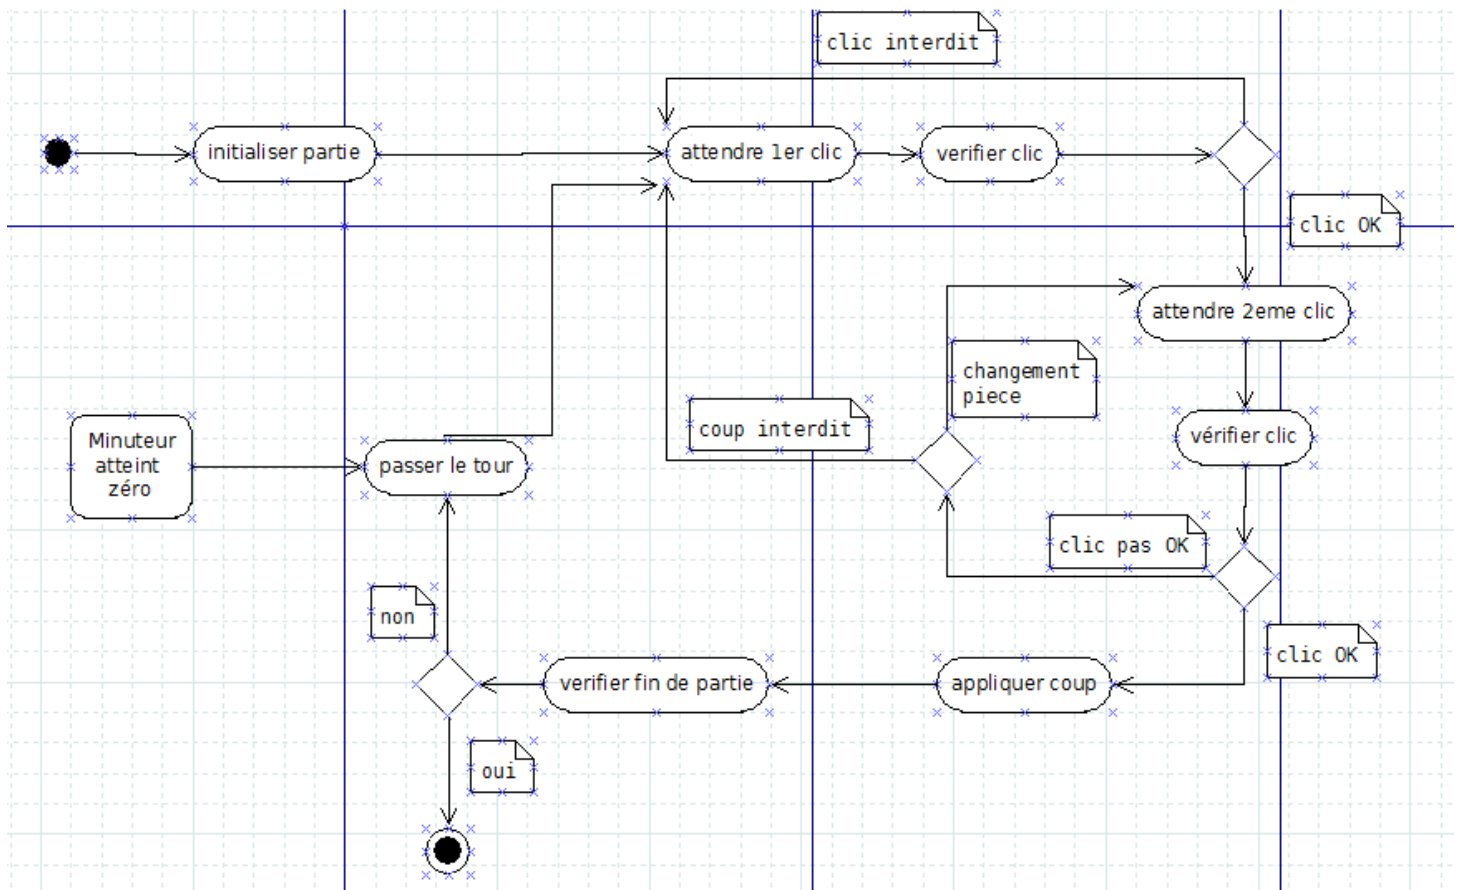 clic interdit
initialiser partie
attendre 1er clic
verifier clic
clic OK
attendre 2eme clic
changement
piece
coup interdit
vérifier clic
Minuteur
atteint
zéro
passer le tour
clic pas OK
non
clic OK
verifier fin de partie
appliquer coup
oui